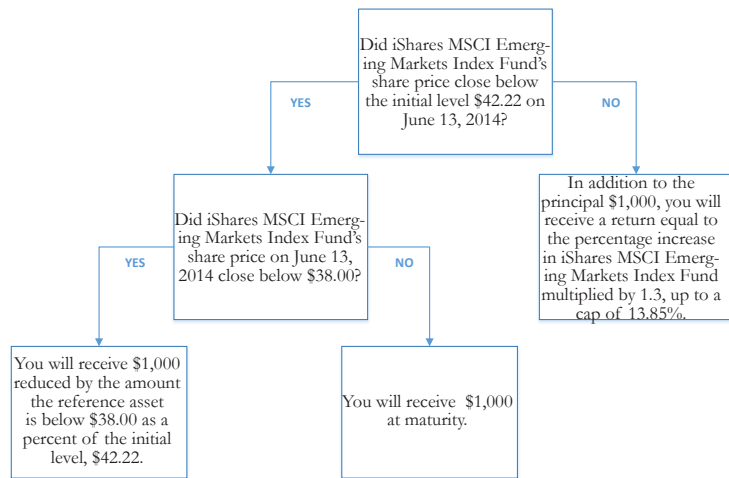 Did iShares MSCI Emerg-
ing Markets Index Fund's
share price close below
the initial level $42.22 on
June 13, 2014?
YES
NO
Did iShares MSCI Emerg-
ing Markets Index Fund's
share price on June 13,
2014 close below $38.00?
In addition to the
principal $1,000, you will
receive a return equal to
the percentage increase
in iShares MSCI Emerg-
ing Markets Index Fund
multiplied by 1.3, up to a
cap of 13.85%.
YES
NO
You will receive $1,000
reduced by the amount
the reference asset
is below $38.00 as a
percent of the initial
level, $42.22.
You will receive $1,000
at maturity.